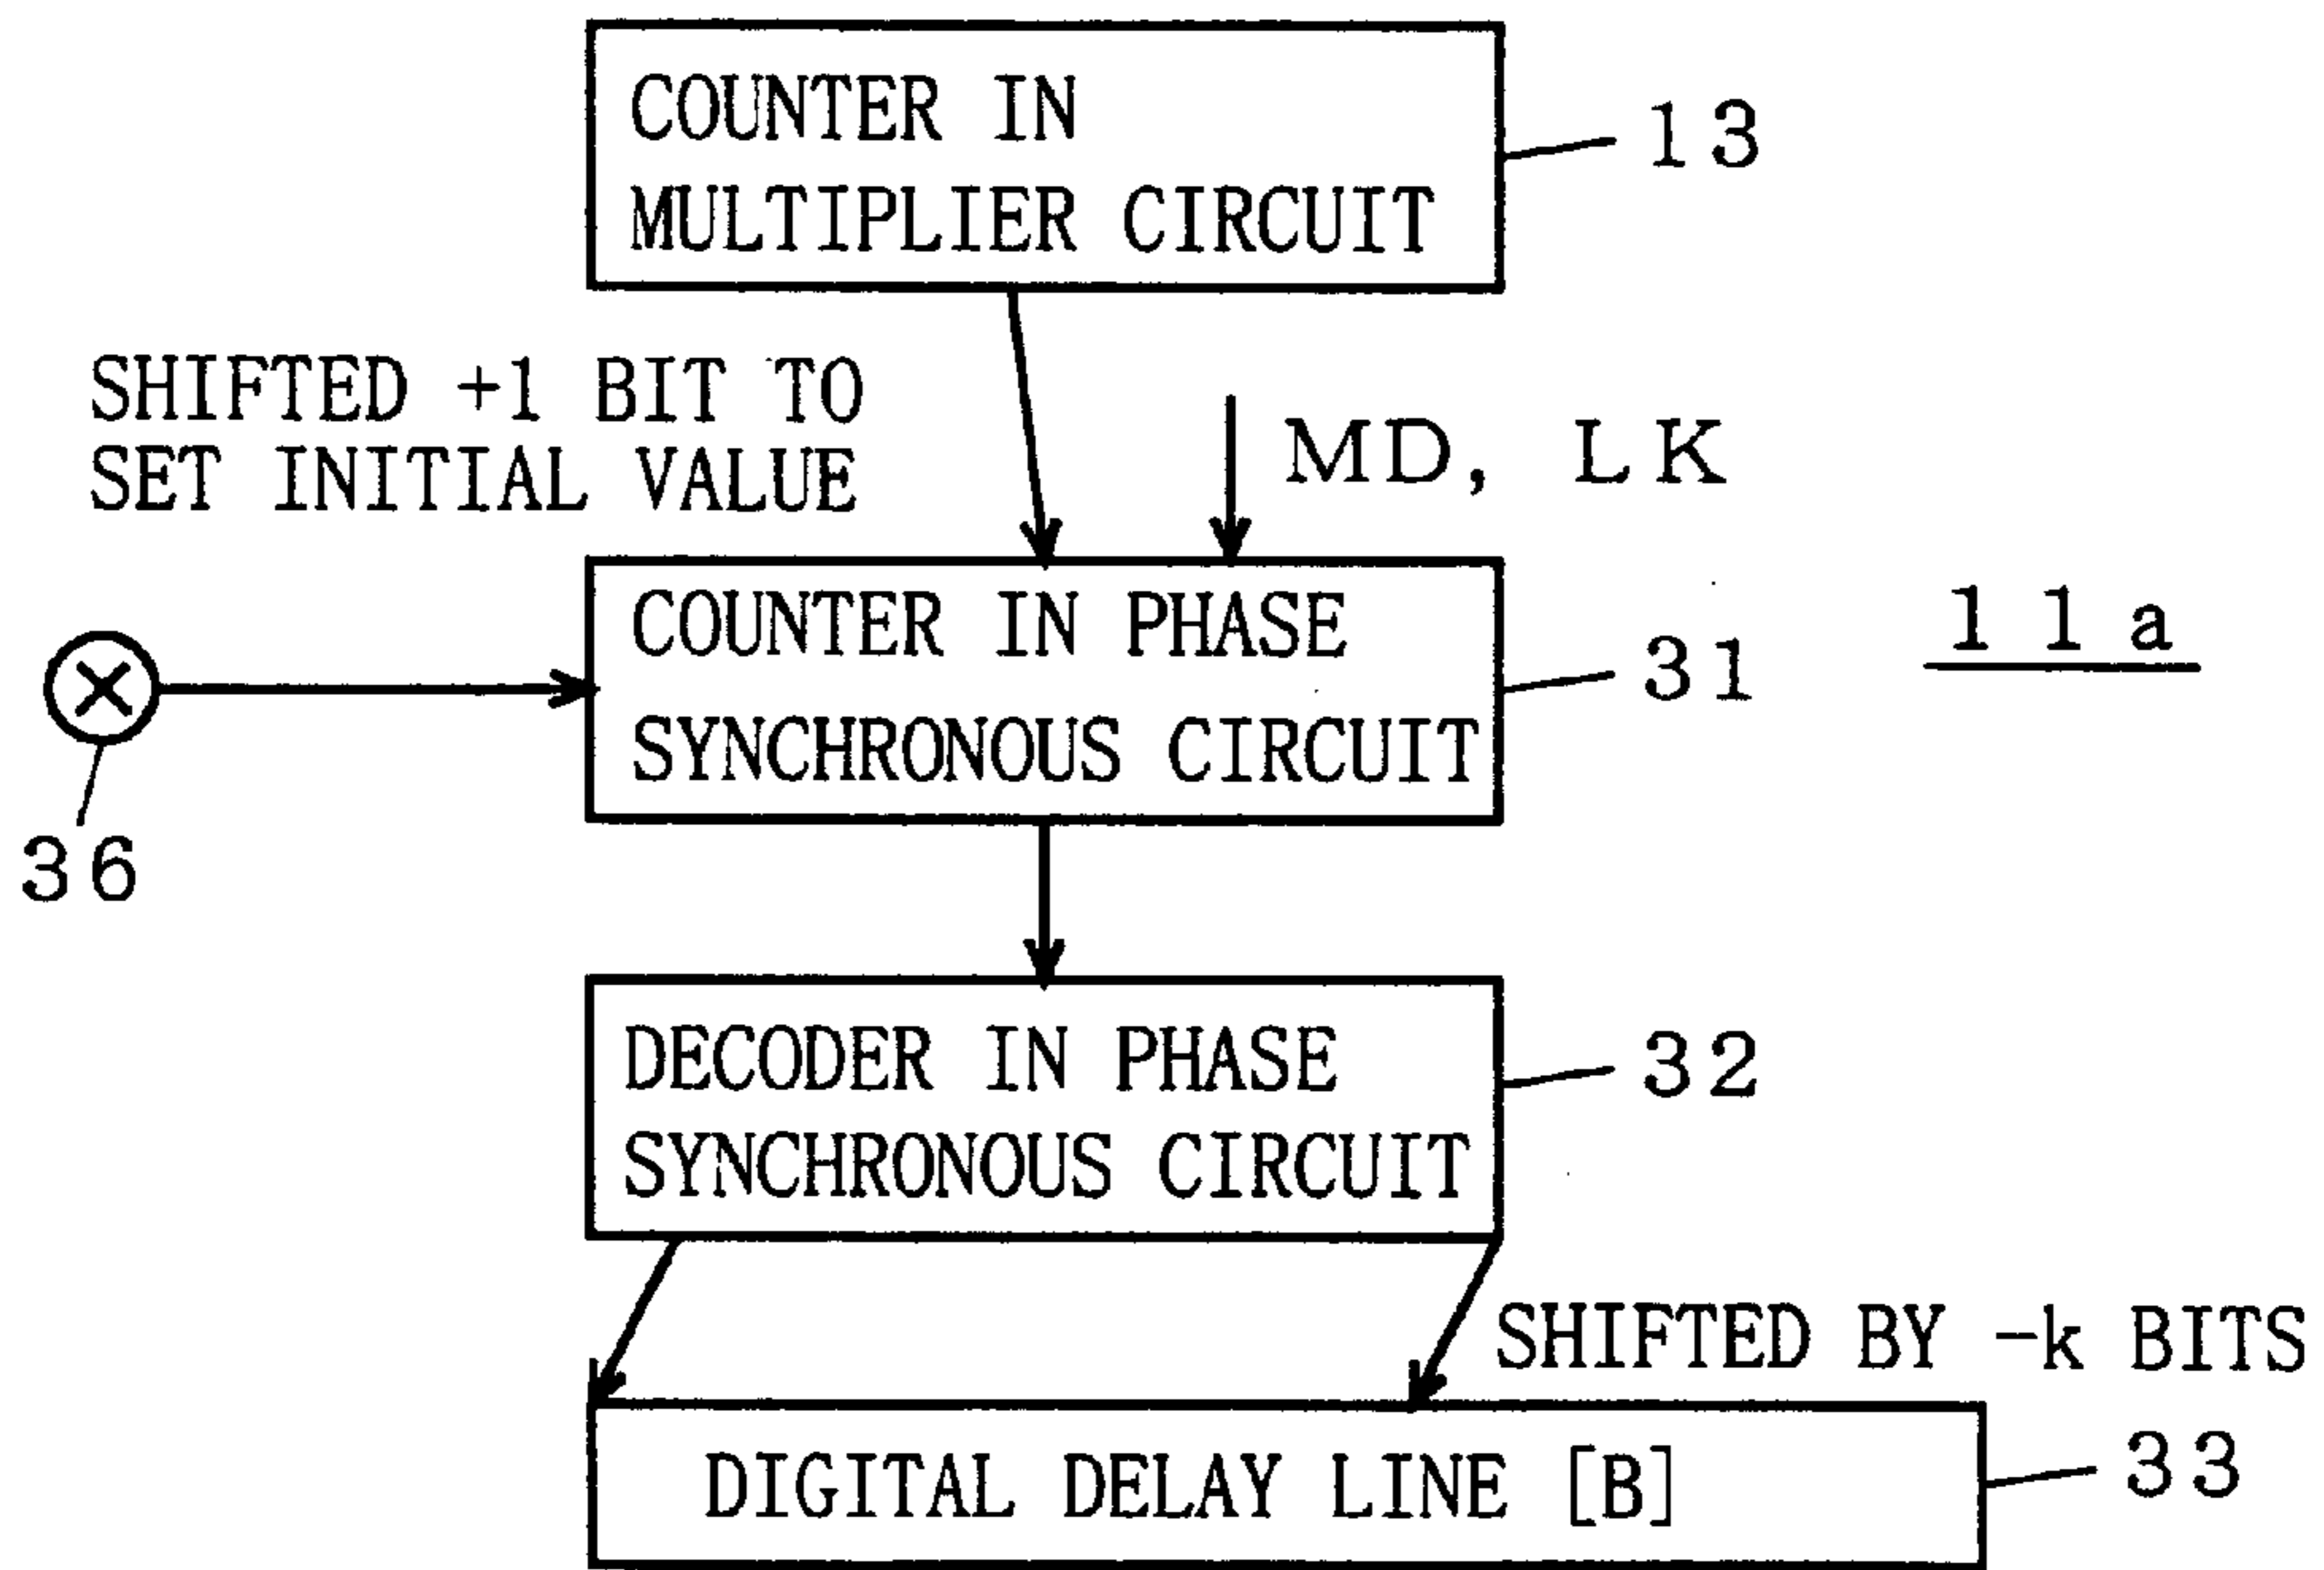 COUNTER IN
MULTIPLIER CIRCUIT
13
SHIFTED +1 BIT TO
SET INITIAL VALUE
MD, LK
COUNTER IN PHASE
SYNCHRONOUS CIRCUIT
31
11a
36
DECODER IN PHASE
SYNCHRONOUS CIRCUIT
32
SHIFTED BY -k BITS
DIGITAL DELAY LINE [B]
33